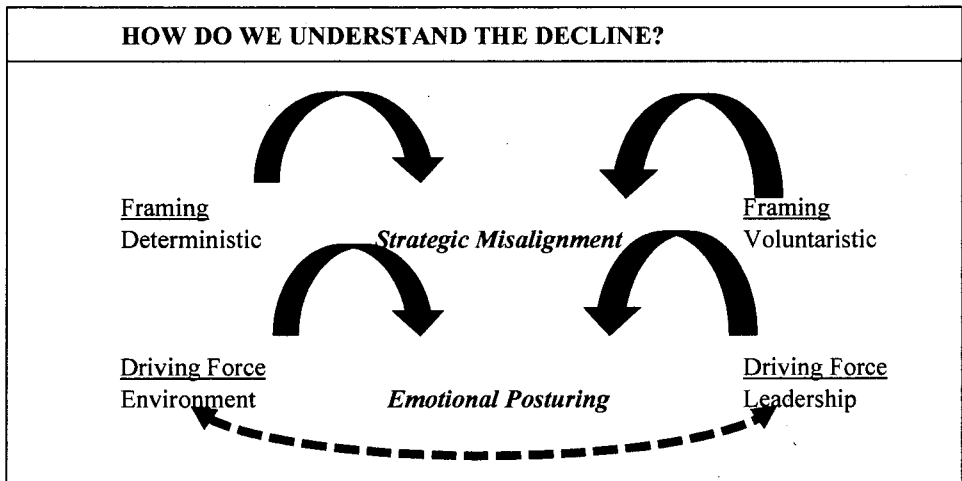 HOW DO WE UNDERSTAND THE DECLINE?
Framing
Framing
Deterministic
Strategic Misalignment
Voluntaristic
Driving Force
Driving Force
Environment
Emotional Posturing
Leadership